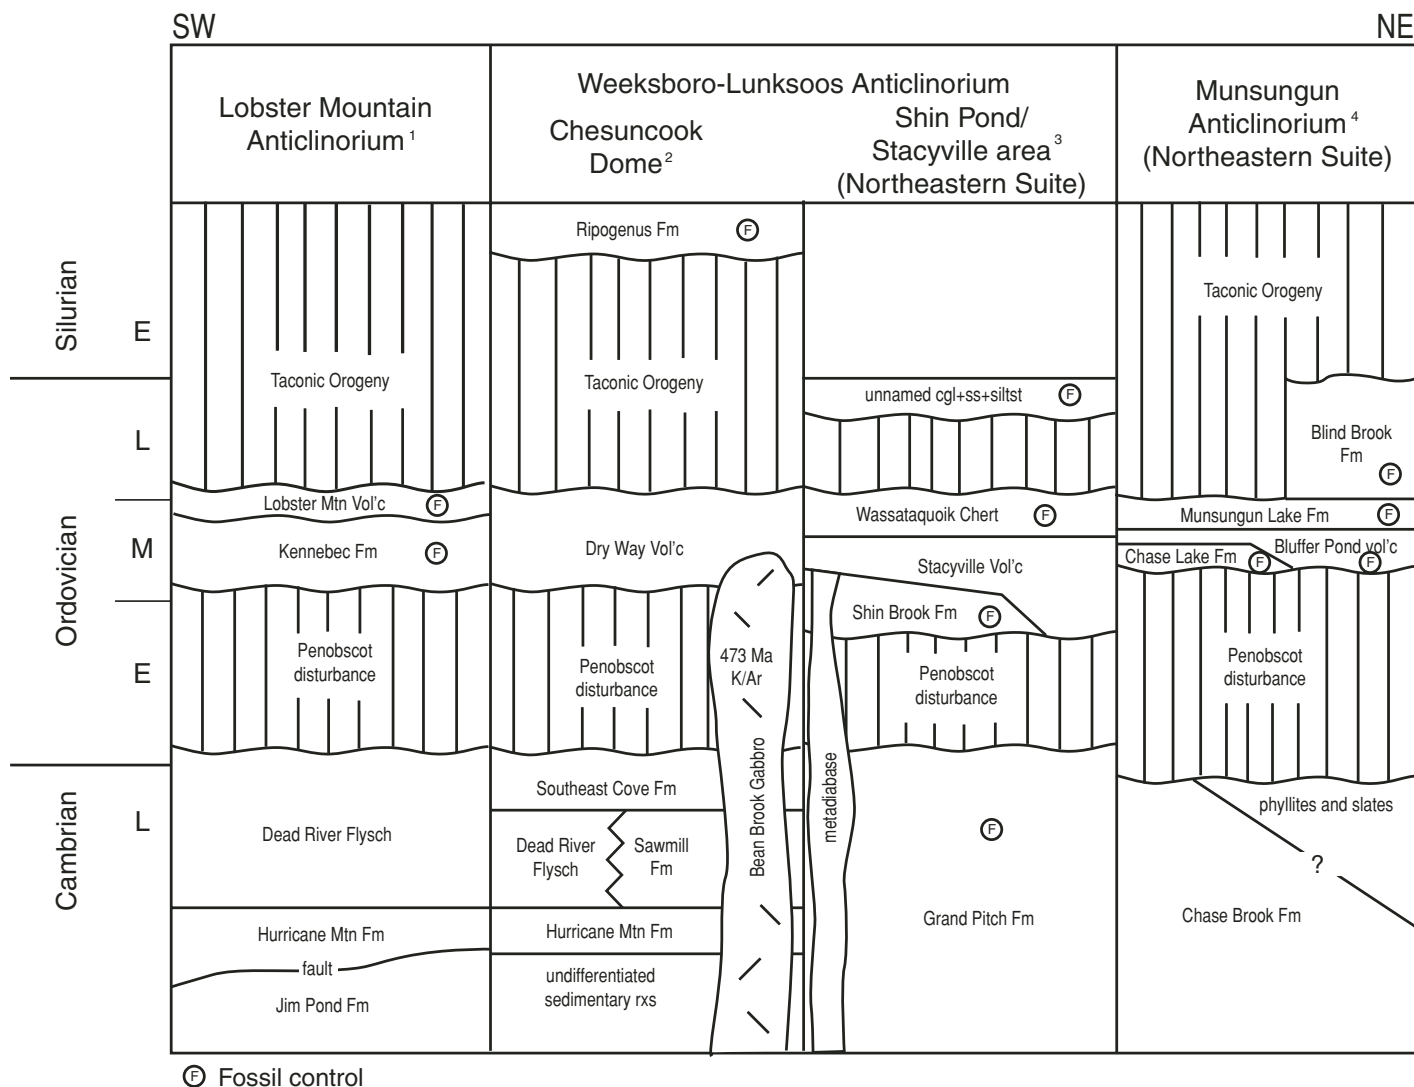 SW
NE
Lobster Mountain
Anticlinorium 1
Weeksboro-Lunksoos Anticlinorium
Chesuncook
Dome 2
Shin Pond/
Stacyville area 3
(Northeastern Suite)
Munsungun
Anticlinorium 4
(Northeastern Suite)
Silurian
E
Ordovician
L
M
E
Cambrian
L
Taconic Orogeny
Lobster Mtn Vol'c F
Kennebec Fm F
Penobscot
disturbance
Dead River Flysch
Hurricane Mtn Fm
fault
Jim Pond Fm
Ripogenus Fm F
Taconic Orogeny
Dry Way Vol'c
Penobscot
disturbance
473 Ma
K/Ar
Bean Brook Gabbro
Southeast Cove Fm
Dead River
Flysch
Sawmill
Fm
Hurricane Mtn Fm
undifferentiated
sedimentary rxs
unnamed cgl+ss+siltst F
Wassataquoik Chert F
Stacyville Vol'c
Shin Brook Fm F
Penobscot
disturbance
metadiabase
F
Grand Pitch Fm
Taconic Orogeny
Blind Brook
Fm
F
Munsungun Lake Fm F
Bluffer Pond vol'c
F
Chase Lake Fm F
Penobscot
disturbance
phyllites and slates
?
Chase Brook Fm
F Fossil control